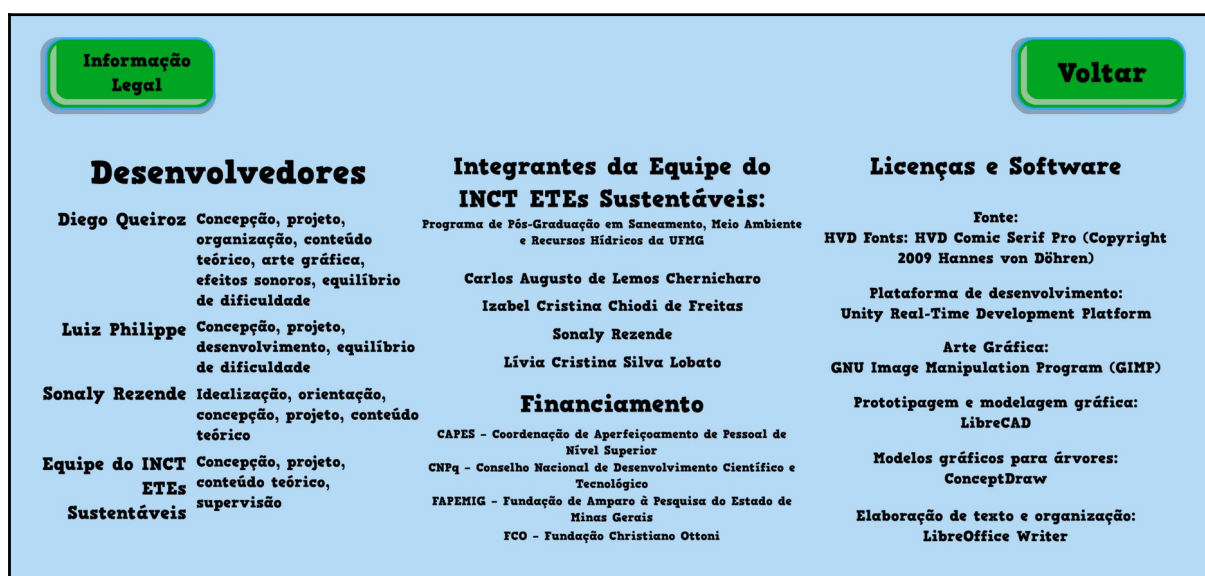 Informação
Legal
Voltar
Desenvolvedores
Diego Queiroz
Concepção, projeto,
organização, conteúdo
teórico, arte gráfica,
efeitos sonoros, equilíbrio
de dificuldade
Luiz Philippe
Concepção, projeto,
desenvolvimento, equilíbrio
de dificuldade
Sonaly Rezende
Idealização, orientação,
concepção, projeto, conteúdo
teórico
Equipe do INCT
ETEs
Sustentáveis
Concepção, projeto,
conteúdo teórico,
supervisão
Integrantes da Equipe do
INCT ETEs Sustentáveis:
Programa de Pós-Graduação em Saneamento, Meio Ambiente
e Recursos Hídricos da UFMG
Carlos Augusto de Lemos Chernicharo
Izabel Cristina Chiodi de Freitas
Sonaly Rezende
Lívia Cristina Silva Lobato
Financiamento
CAPES - Coordenação de Aperfeiçoamento de Pessoal de
Nível Superior
CNPq - Conselho Nacional de Desenvolvimento Científico e
Tecnológico
FAPEMIG - Fundação de Amparo à Pesquisa do Estado de
Minas Gerais
FCO - Fundação Christiano Ottoni
Licenças e Software
Fonte:
HVD Fonts: HVD Comic Serif Pro (Copyright
2009 Hannes von Döhren)
Plataforma de desenvolvimento:
Unity Real-Time Development Platform
Arte Gráfica:
GNU Image Manipulation Program (GIMP)
Prototipagem e modelagem gráfica:
LibreCAD
Modelos gráficos para árvores:
ConceptDraw
Elaboração de texto e organização:
LibreOffice Writer